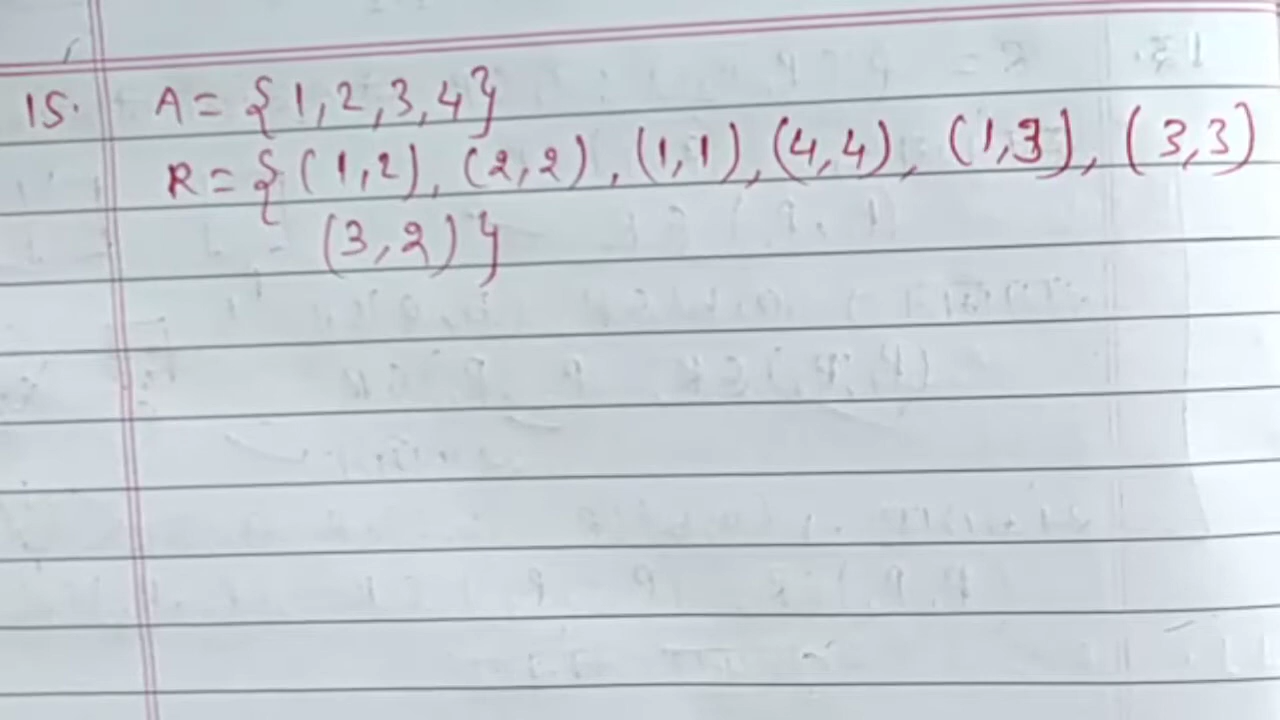 15. A = {1,2,3,4}
R = {(1,2), (2,2), (1,1), (4,4), (1,3), (3,3)
(3,2)}